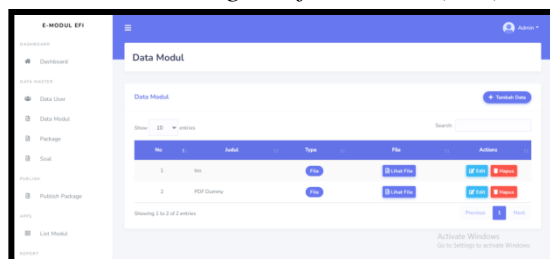 E-MODUL EFI
Admin
DASHBOARD
Dashboard
Data Modul
DATA MASTER
Data User
Data Modul
+ Tambah Data
Data Modul
Show 10 entries
Search:
Package
No Judul Type File Actions
Soal
1 File Lihat File Edit Hapus
PUBLISH
2 PDF Dummy File Lihat File Edit Hapus
Publish Package
Showing 1 to 2 of 2 entries
Previous 1 Next
APPS
List Modul
Activate Windows
Go to Settings to activate Windows.
REPORT